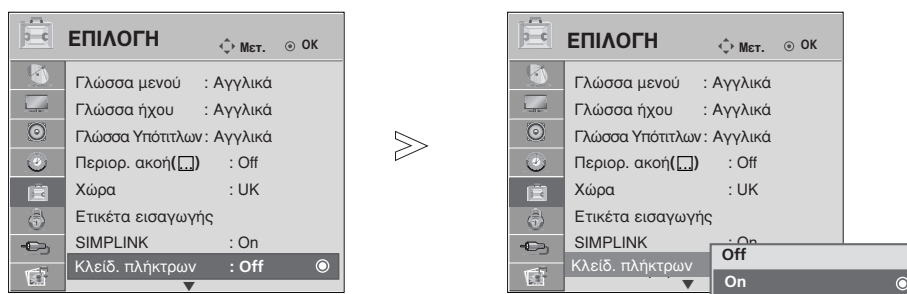 ΕΠΙΛΟΓΗ Μετ. OK
Γλώσσα μενού : Αγγλικά
Γλώσσα ήχου : Αγγλικά
Γλώσσα Υπότιτλων : Αγγλικά
Περιορ. ακοή( ) : Off
Χώρα : UK
Ετικέτα εισαγωγής
SIMPLINK : On
Κλείδ. πλήκτρων : Off
ΕΠΙΛΟΓΗ Μετ. OK
Γλώσσα μενού : Αγγλικά
Γλώσσα ήχου : Αγγλικά
Γλώσσα Υπότιτλων : Αγγλικά
Περιορ. ακοή( ) : Off
Χώρα : UK
Ετικέτα εισαγωγής
SIMPLINK : On
Κλείδ. πλήκτρων
Off
On